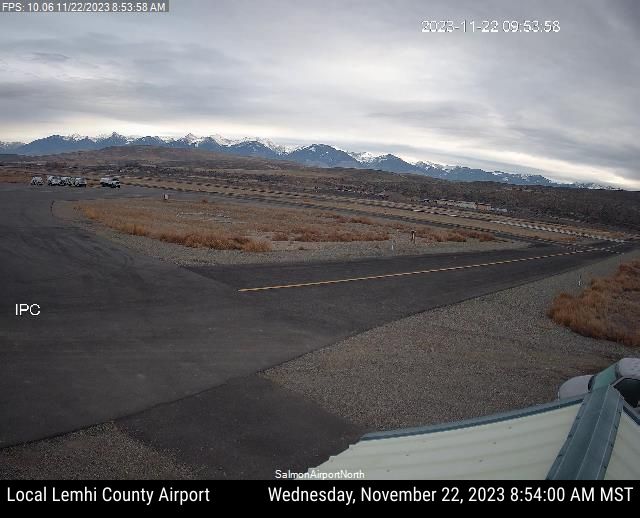 FPS: 10.06 11/22/2023 8:53:58 AM
2023-11-22 09:53:58
IPC
SalmonAirportNorth
Local Lemhi County Airport Wednesday, November 22, 2023 8:54:00 AM MST